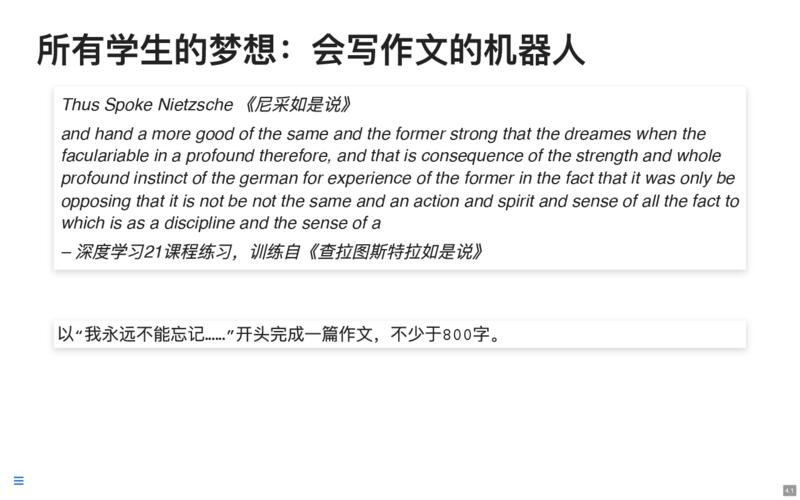 所有学生的梦想：会写作文的机器人
Thus Spoke Nietzsche 《尼采如是说》
and hand a more good of the same and the former strong that the dreames when the
faculariable in a profound therefore, and that is consequence of the strength and whole
profound instinct of the german for experience of the former in the fact that it was only be
opposing that it is not be not the same and an action and spirit and sense of all the fact to
which is as a discipline and the sense of a
– 深度学习21课程练习，训练自《查拉图斯特拉如是说》
以“我永远不能忘记……”开头完成一篇作文，不少于800字。
4.1